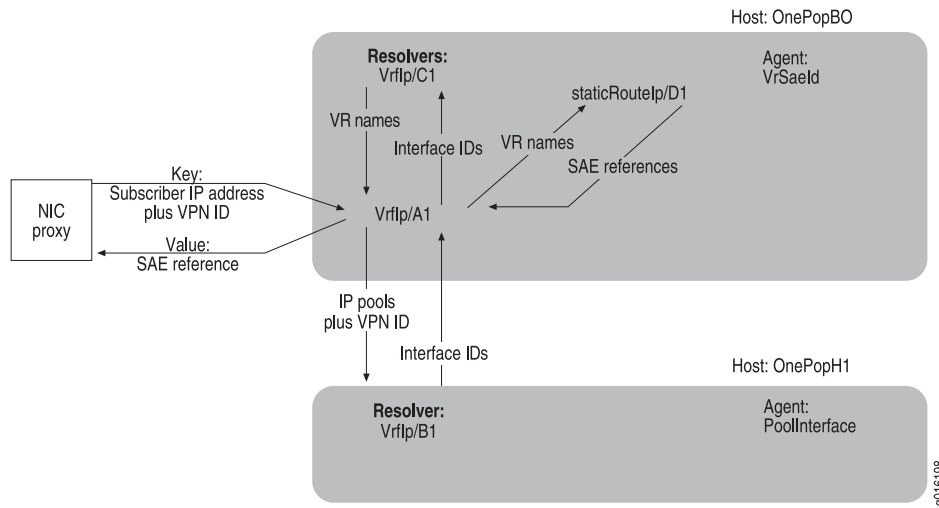 Host: OnePopBO
Resolvers:
VrfIp/C1
Agent:
VrSaeId
staticRouteIp/D1
VR names
Interface IDs
VR names
SAE references
Key:
Subscriber IP address
plus VPN ID
NIC
proxy
VrfIp/A1
Value:
SAE reference
IP pools
plus VPN ID
Interface IDs
Host: OnePopH1
Resolver:
VrfIp/B1
Agent:
PoolInterface
g016198